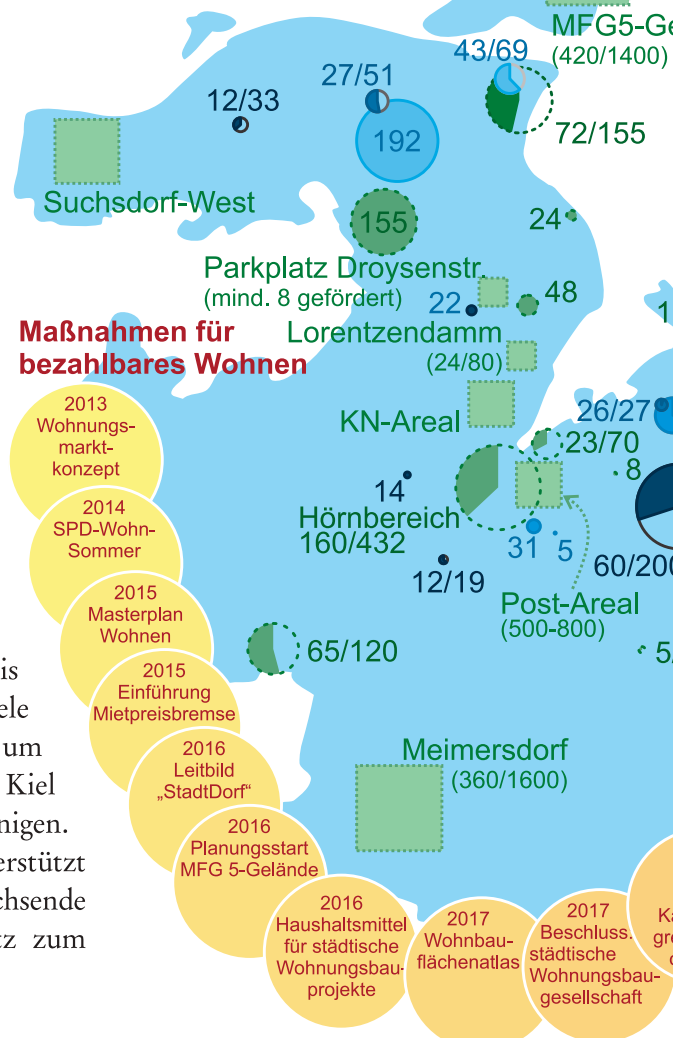 MFG5-Ge
(420/1400)
43/69
27/51
12/33
192
72/155
Suchsdorf-West
155
24
Parkplatz Droysenstr.
(mind. 8 gefördert)
22
48
1
Maßnahmen für
bezahlbares Wohnen
Lorentzendamm
(24/80)
KN-Areal
26/27
23/70
8
14
Hörnbereich
160/432
31
5
12/19
60/200
Post-Areal
(500-800)
65/120
5/
Meimersdorf
(360/1600)
2013
Wohnungs-
markt-
konzept
2014
SPD-Wohn-
Sommer
2015
Masterplan
Wohnen
2015
Einführung
Mietpreisbremse
2016
Leitbild
„StadtDorf“
2016
Planungsstart
MFG 5-Gelände
2016
Haushaltsmittel
für städtische
Wohnungsbau-
projekte
2017
Wohnbau-
flächenatlas
2017
Beschluss:
städtische
Wohnungsbau-
gesellschaft
Ka
gre
is
ele
um
Kiel
nigen.
erstützt
chsende
tz zum